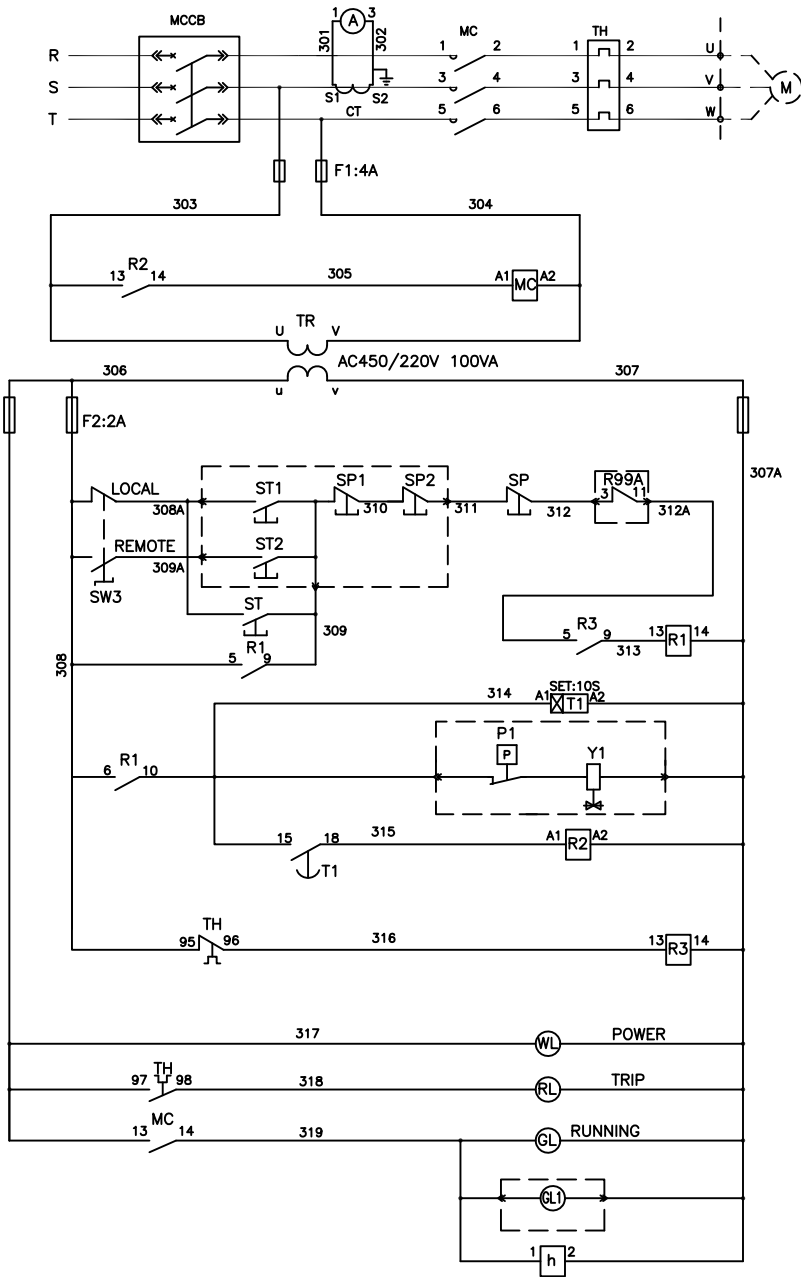 MCCB
1 A 3
301 302
MC
TH
R
S
T
S1 S2
CT
1 2
3 4
5 6
1 2
3 4
5 6
U
V
W
M
F1:4A
303
304
R2
13 14
305
A1 MC A2
TR
U V
AC450/220V 100VA
306
u v
307
F2:2A
307A
LOCAL
308A
ST1
SP1
310
SP2
311
SP
312
R99A
3 11
312A
REMOTE
309A
ST2
SW3
ST
309
R3
5 9
313
13 R1 14
R1
5 9
308
314
SET:10S
A1 T1 A2
P1
P
Y1
R1
6 10
15 18
T1
315
A1 R2 A2
TH
95 96
316
13 R3 14
317
WL
POWER
TH
97 98
318
RL
TRIP
MC
13 14
319
GL
RUNNING
GL1
1 h 2